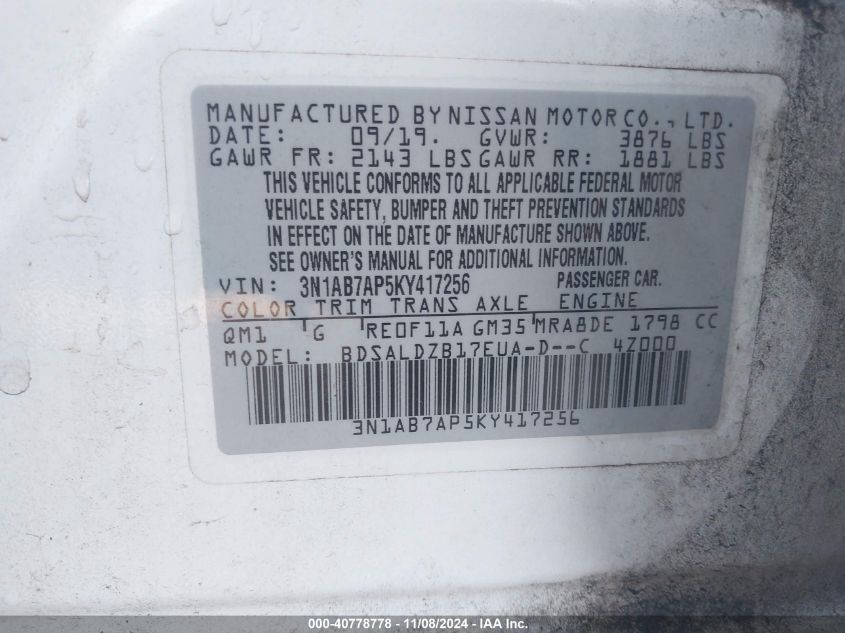 MANUFACTURED BY NISSAN MOTOR CO., LTD.
DATE: 09/19. GVWR: 3876 LBS
GAWR FR: 2143 LBS GAWR RR: 1881 LBS
THIS VEHICLE CONFORMS TO ALL APPLICABLE FEDERAL MOTOR
VEHICLE SAFETY, BUMPER AND THEFT PREVENTION STANDARDS
IN EFFECT ON THE DATE OF MANUFACTURE SHOWN ABOVE.
SEE OWNER'S MANUAL FOR ADDITIONAL INFORMATION.
VIN: 3N1AB7AP5KY417256 PASSENGER CAR.
COLOR TRIM TRANS AXLE ENGINE
QM1 G RE0F11A GM35 MRA8DE 1798 CC
MODEL: BDSALDZB17EUA-D--C 4Z000
3N1AB7AP5KY417256
000-40778778 - 11/08/2024 - IAA Inc.